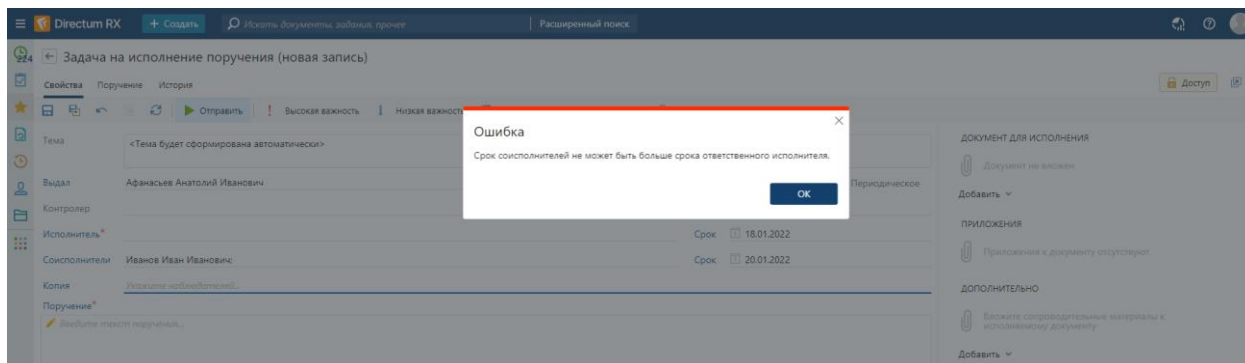 Directum RX
+ Создать
Искать документы, задания, прочее
Расширенный поиск
224
Задача на исполнение поручения (новая запись)
Свойства Поручение История
Доступ
Отправить ! Высокая важность Низкая важность
Ошибка
Срок соисполнителей не может быть больше срока ответственного исполнителя.
ОК
Тема <Тема будет сформирована автоматически>
Выдал Афанасьев Анатолий Иванович Периодическое
Контролер
Исполнитель* Срок 18.01.2022
Соисполнители Иванов Иван Иванович; Срок 20.01.2022
Копия Укажите наблюдателей...
Поручение*
Введите текст поручения...
ДОКУМЕНТ ДЛЯ ИСПОЛНЕНИЯ
Документ не вложен
Добавить
ПРИЛОЖЕНИЯ
Приложения к документу отсутствуют
ДОПОЛНИТЕЛЬНО
Вложите сопроводительные материалы к
исполняемому документу
Добавить